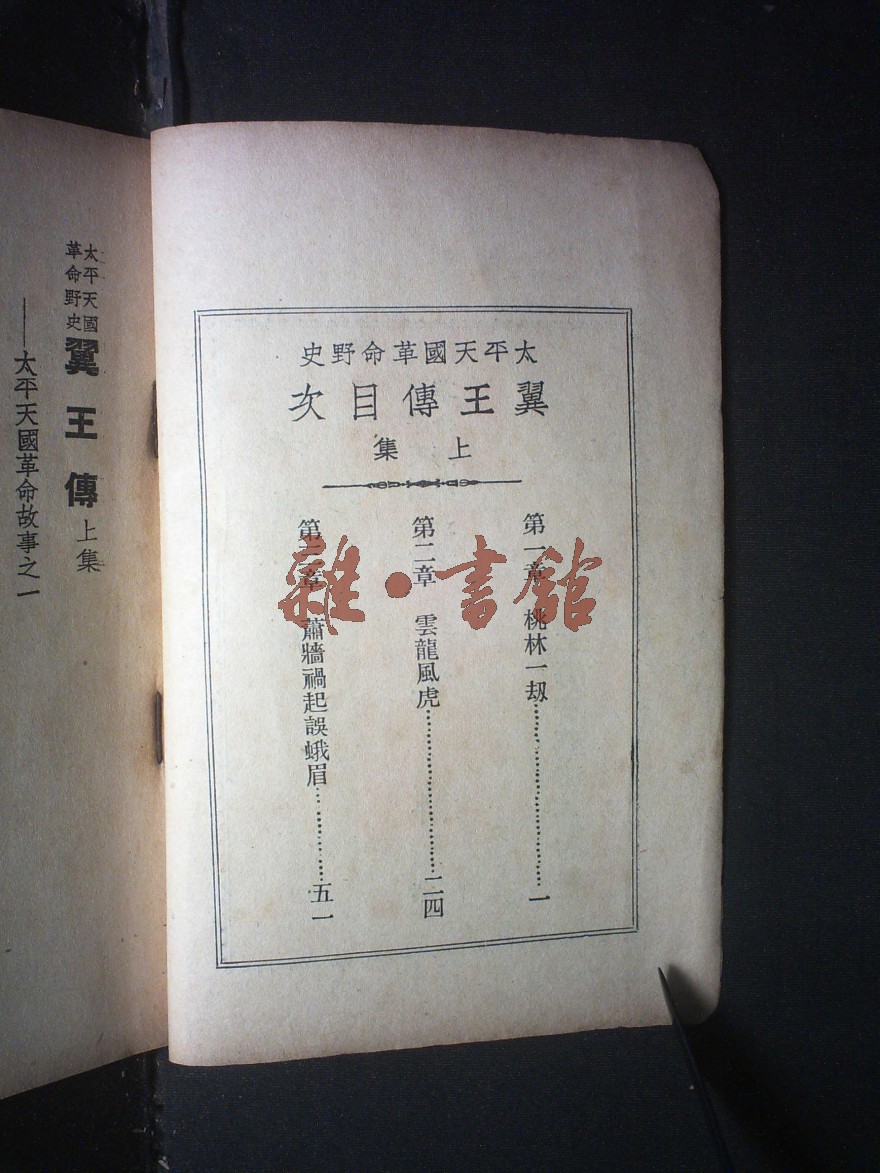 太平天國革命野史
翼王傳目次
上集
第一章 桃林一刼……一
第二章 雲龍風虎……二四
第三章 蕭牆禍起誤蛾眉……五一
太平天國
革命野史
翼王傳上集
——太平天國革命故事之一
雜·書館